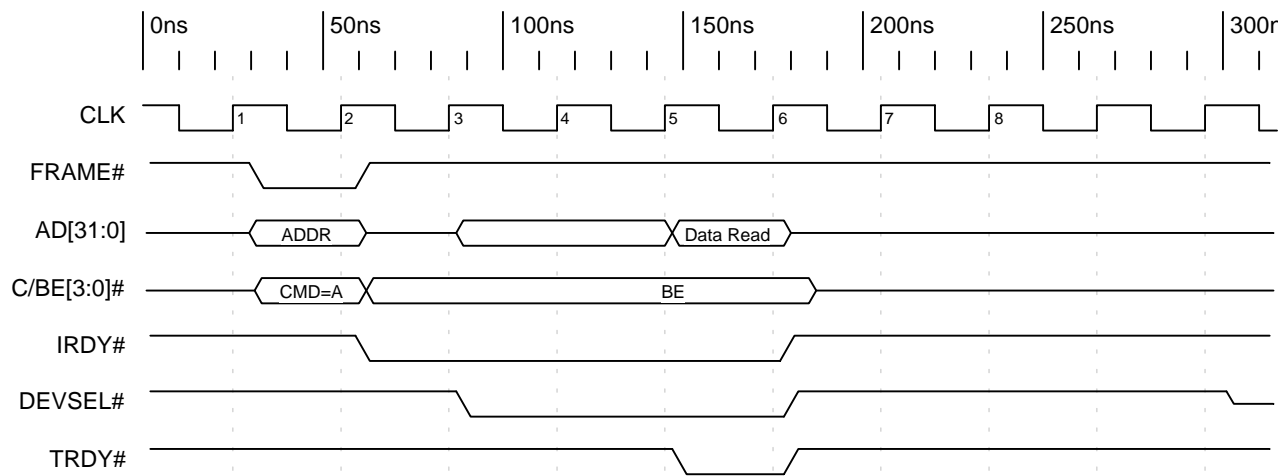 0ns 50ns 100ns 150ns 200ns 250ns 300n
CLK 1 2 3 4 5 6 7 8
FRAME#
AD[31:0] ADDR Data Read
C/BE[3:0]# CMD=A BE
IRDY#
DEVSEL#
TRDY#